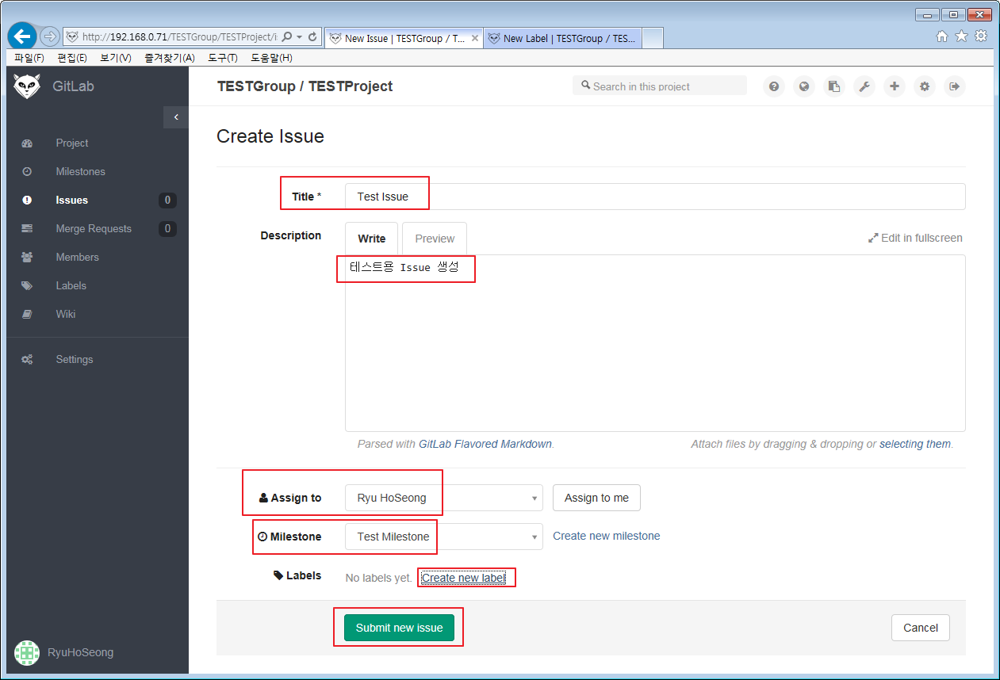 http://192.168.0.71/TESTGroup/TESTProject/i
New Issue | TESTGroup / T...
New Label | TESTGroup / TES...
파일(F) 편집(E) 보기(V) 즐겨찾기(A) 도구(T) 도움말(H)
GitLab
TESTGroup / TESTProject
Search in this project
Project
Milestones
Issues 0
Merge Requests 0
Members
Labels
Wiki
Settings
RyuHoSeong
Create Issue
Title * Test Issue
Description Write Preview Edit in fullscreen
테스트용 Issue 생성
Parsed with GitLab Flavored Markdown. Attach files by dragging & dropping or selecting them.
Assign to Ryu HoSeong Assign to me
Milestone Test Milestone Create new milestone
Labels No labels yet. Create new label
Submit new issue Cancel